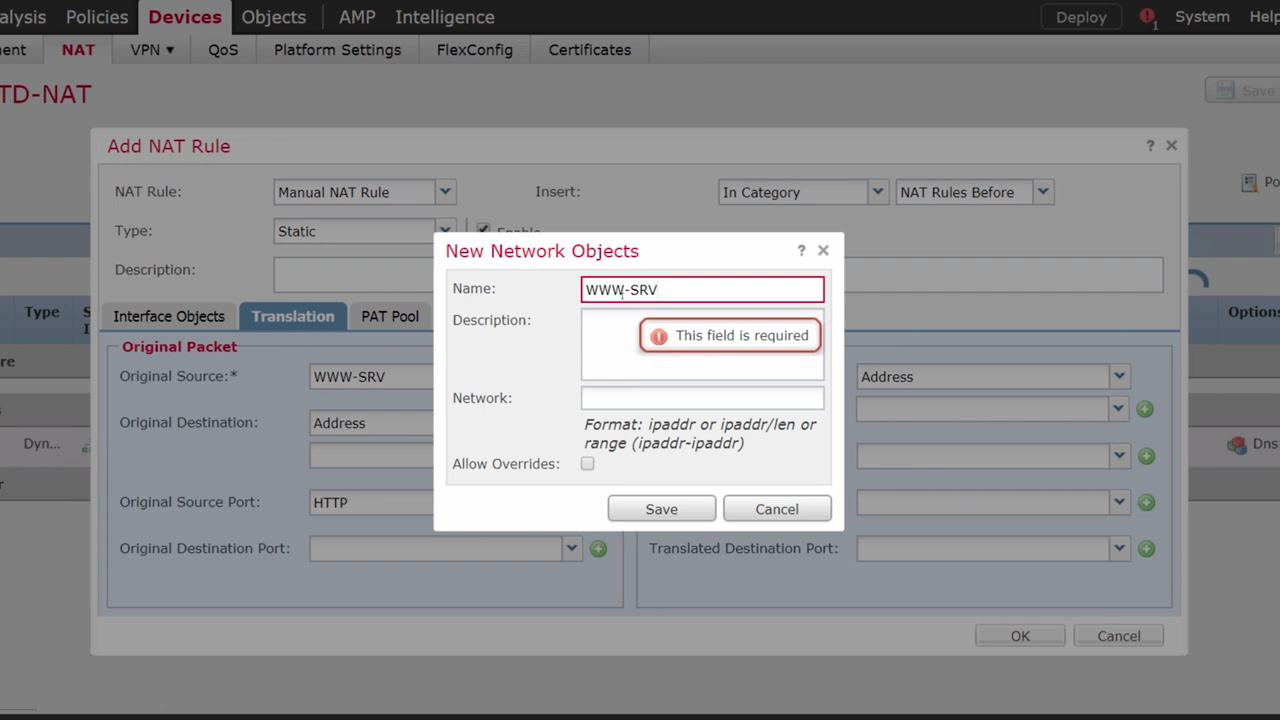 alysis Policies Devices Objects AMP Intelligence Deploy 1 System Help
ent NAT VPN QoS Platform Settings FlexConfig Certificates
TD-NAT Save
Add NAT Rule ?
NAT Rule: Manual NAT Rule Insert: In Category NAT Rules Before Po
Type: Static Enable
New Network Objects ?
Description:
Name: WWW-SRV
Type S I Options
Interface Objects Translation PAT Pool
Description: This field is required
Original Packet
re
Original Source:* WWW-SRV Address
Network:
Format: ipaddr or ipaddr/len or
range (ipaddr-ipaddr)
Original Destination: Address
Dyn... Dns
Allow Overrides:
Original Source Port: HTTP
Save Cancel
Original Destination Port: Translated Destination Port:
OK Cancel